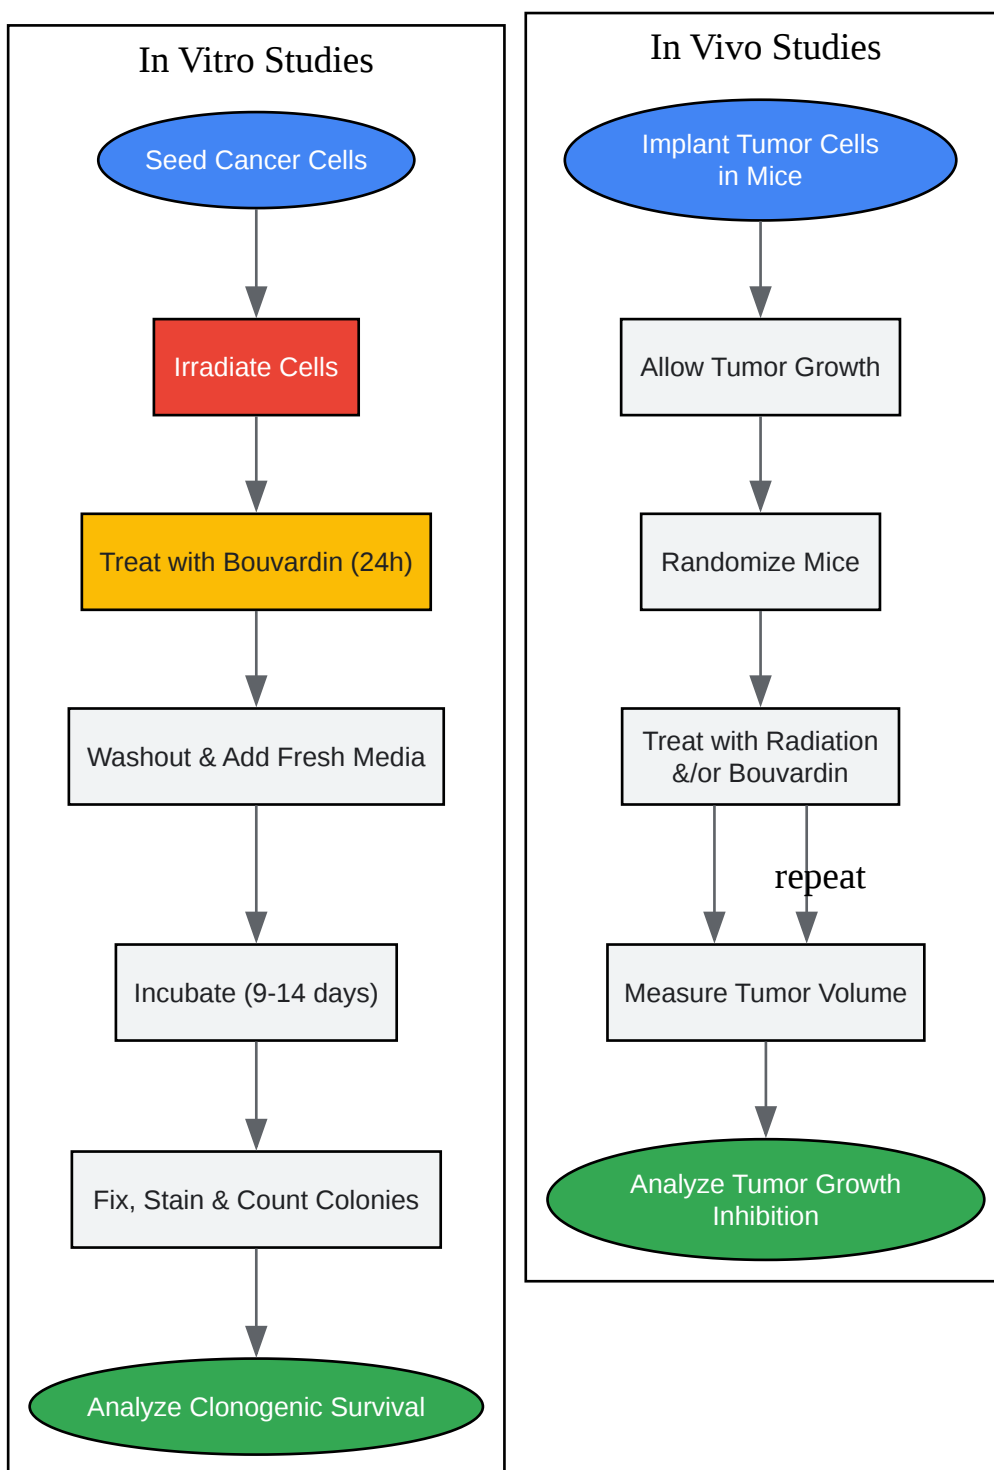 In Vitro Studies
Seed Cancer Cells
Irradiate Cells
Treat with Bouvardin (24h)
Washout & Add Fresh Media
Incubate (9-14 days)
Fix, Stain & Count Colonies
Analyze Clonogenic Survival
In Vivo Studies
Implant Tumor Cells
in Mice
Allow Tumor Growth
Randomize Mice
Treat with Radiation
&/or Bouvardin
repeat
Measure Tumor Volume
Analyze Tumor Growth
Inhibition